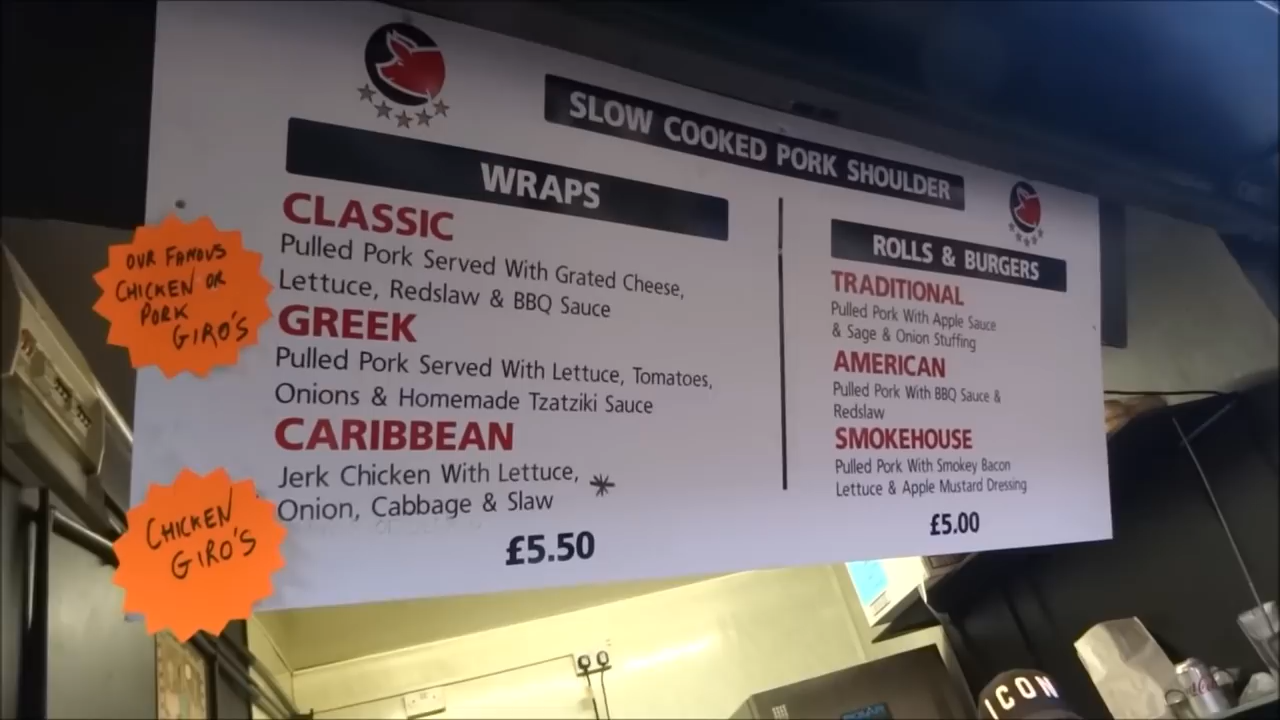 SLOW COOKED PORK SHOULDER
WRAPS
CLASSIC
Pulled Pork Served With Grated Cheese,
Lettuce, Redslaw & BBQ Sauce
GREEK
Pulled Pork Served With Lettuce, Tomatoes,
Onions & Homemade Tzatziki Sauce
CARIBBEAN
Jerk Chicken With Lettuce,
Onion, Cabbage & Slaw
£5.50
ROLLS & BURGERS
TRADITIONAL
Pulled Pork With Apple Sauce
& Sage & Onion Stuffing
AMERICAN
Pulled Pork With BBQ Sauce &
Redslaw
SMOKEHOUSE
Pulled Pork With Smokey Bacon
Lettuce & Apple Mustard Dressing
£5.00
OUR FAMOUS
CHICKEN OR
PORK
GIRO'S
CHICKEN
GIRO'S
ICON